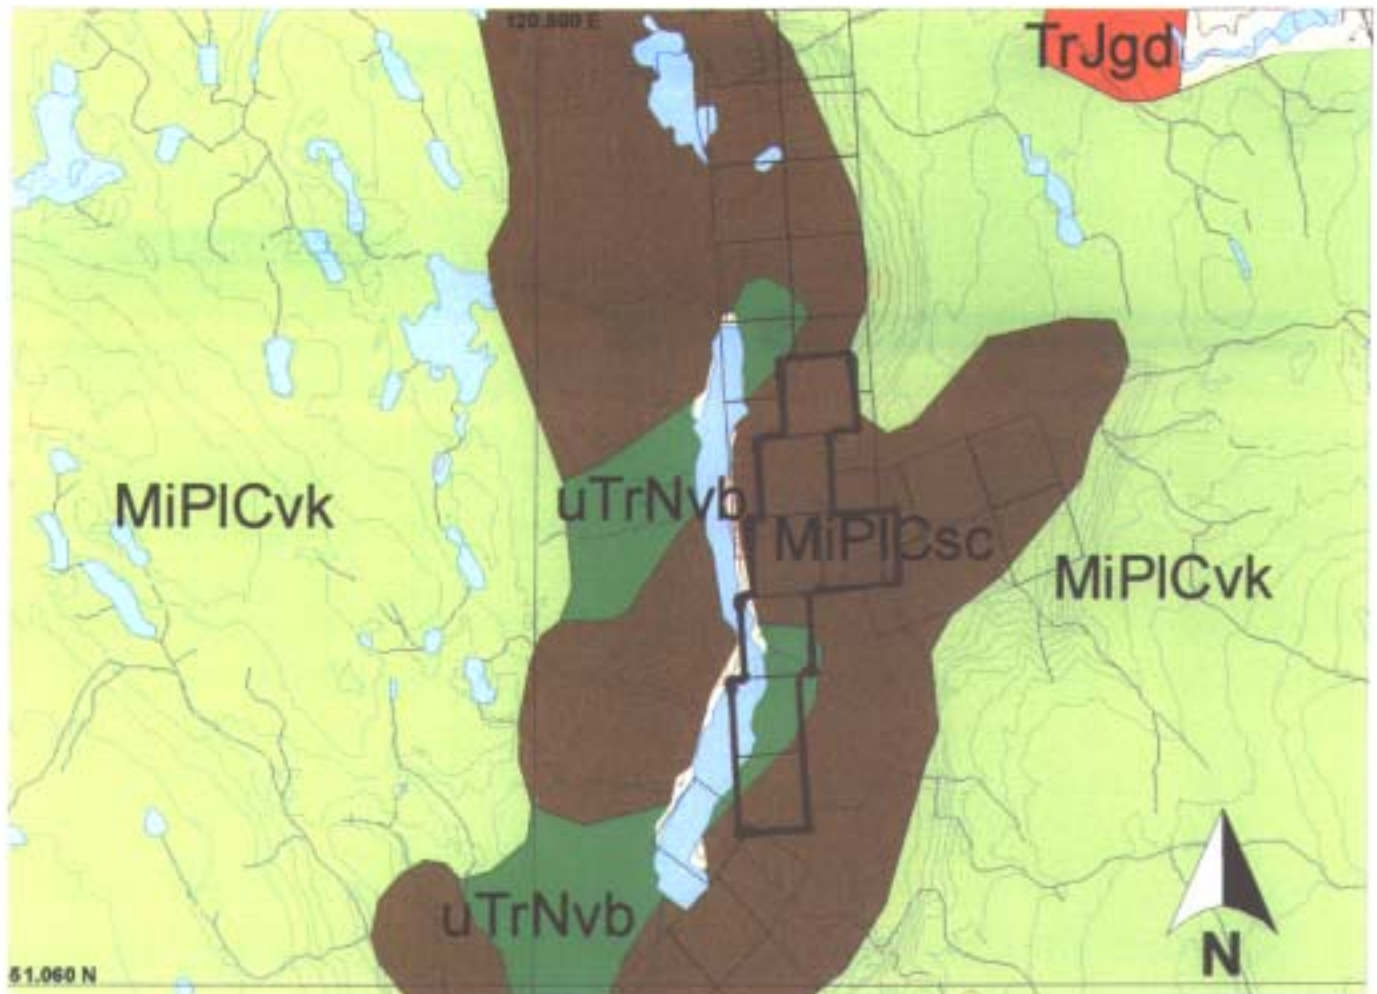 120.800 E
TrJgd
MiPlCvk
uTrNvb
MiPlCsc
MiPlCvk
uTrNvb
N
51.060 N